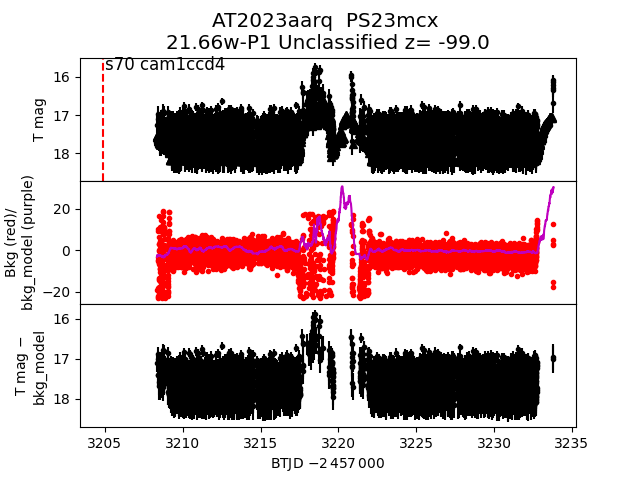 AT2023aarq PS23mcx
21.66w-P1 Unclassified z= -99.0
s70 cam1ccd4
T mag
16
17
18
Bkg (red)/
bkg_model (purple)
20
0
−20
T mag −
bkg_model
16
17
18
3205 3210 3215 3220 3225 3230 3235
BTJD −2 457 000